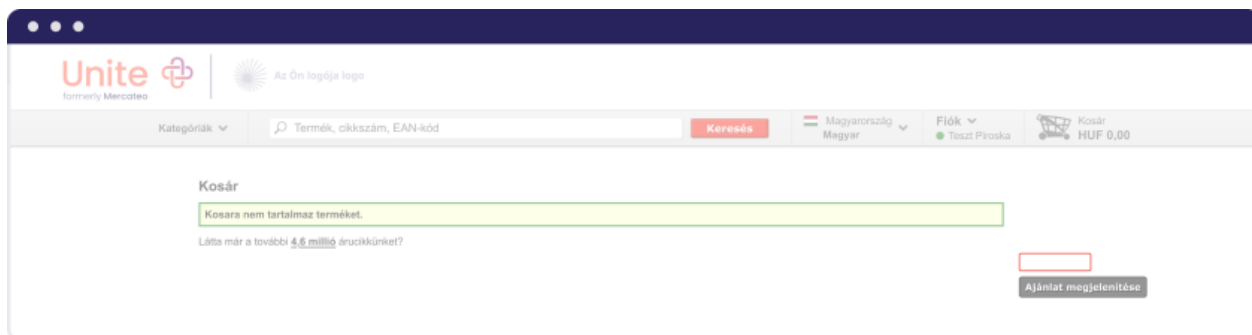 Unite
formerly Mercateo
Az Ön logója logo
Kategóriák
Termék, cikkszám, EAN-kód
Keresés
Magyarország
Magyar
Fiók
Teszt Piroska
Kosár
HUF 0,00
Kosár
Kosara nem tartalmaz terméket.
Látta már a további 4,6 millió árucikkünket?
Ajánlat megjelenítése